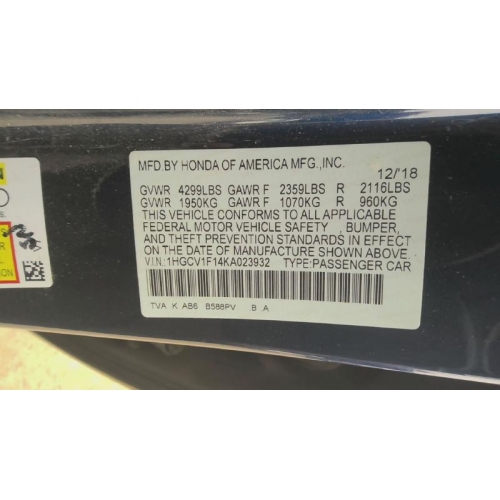 MFD.BY HONDA OF AMERICA MFG.,INC.
12/'18
GVWR 4299LBS GAWR F 2359LBS R 2116LBS
GVWR 1950KG GAWR F 1070KG R 960KG
THIS VEHICLE CONFORMS TO ALL APPLICABLE
FEDERAL MOTOR VEHICLE SAFETY , BUMPER,
AND THEFT PREVENTION STANDARDS IN EFFECT
ON THE DATE OF MANUFACTURE SHOWN ABOVE.
V.I.N.:1HGCV1F14KA023932 TYPE:PASSENGER CAR
TVA K AB6 B588PV .B A